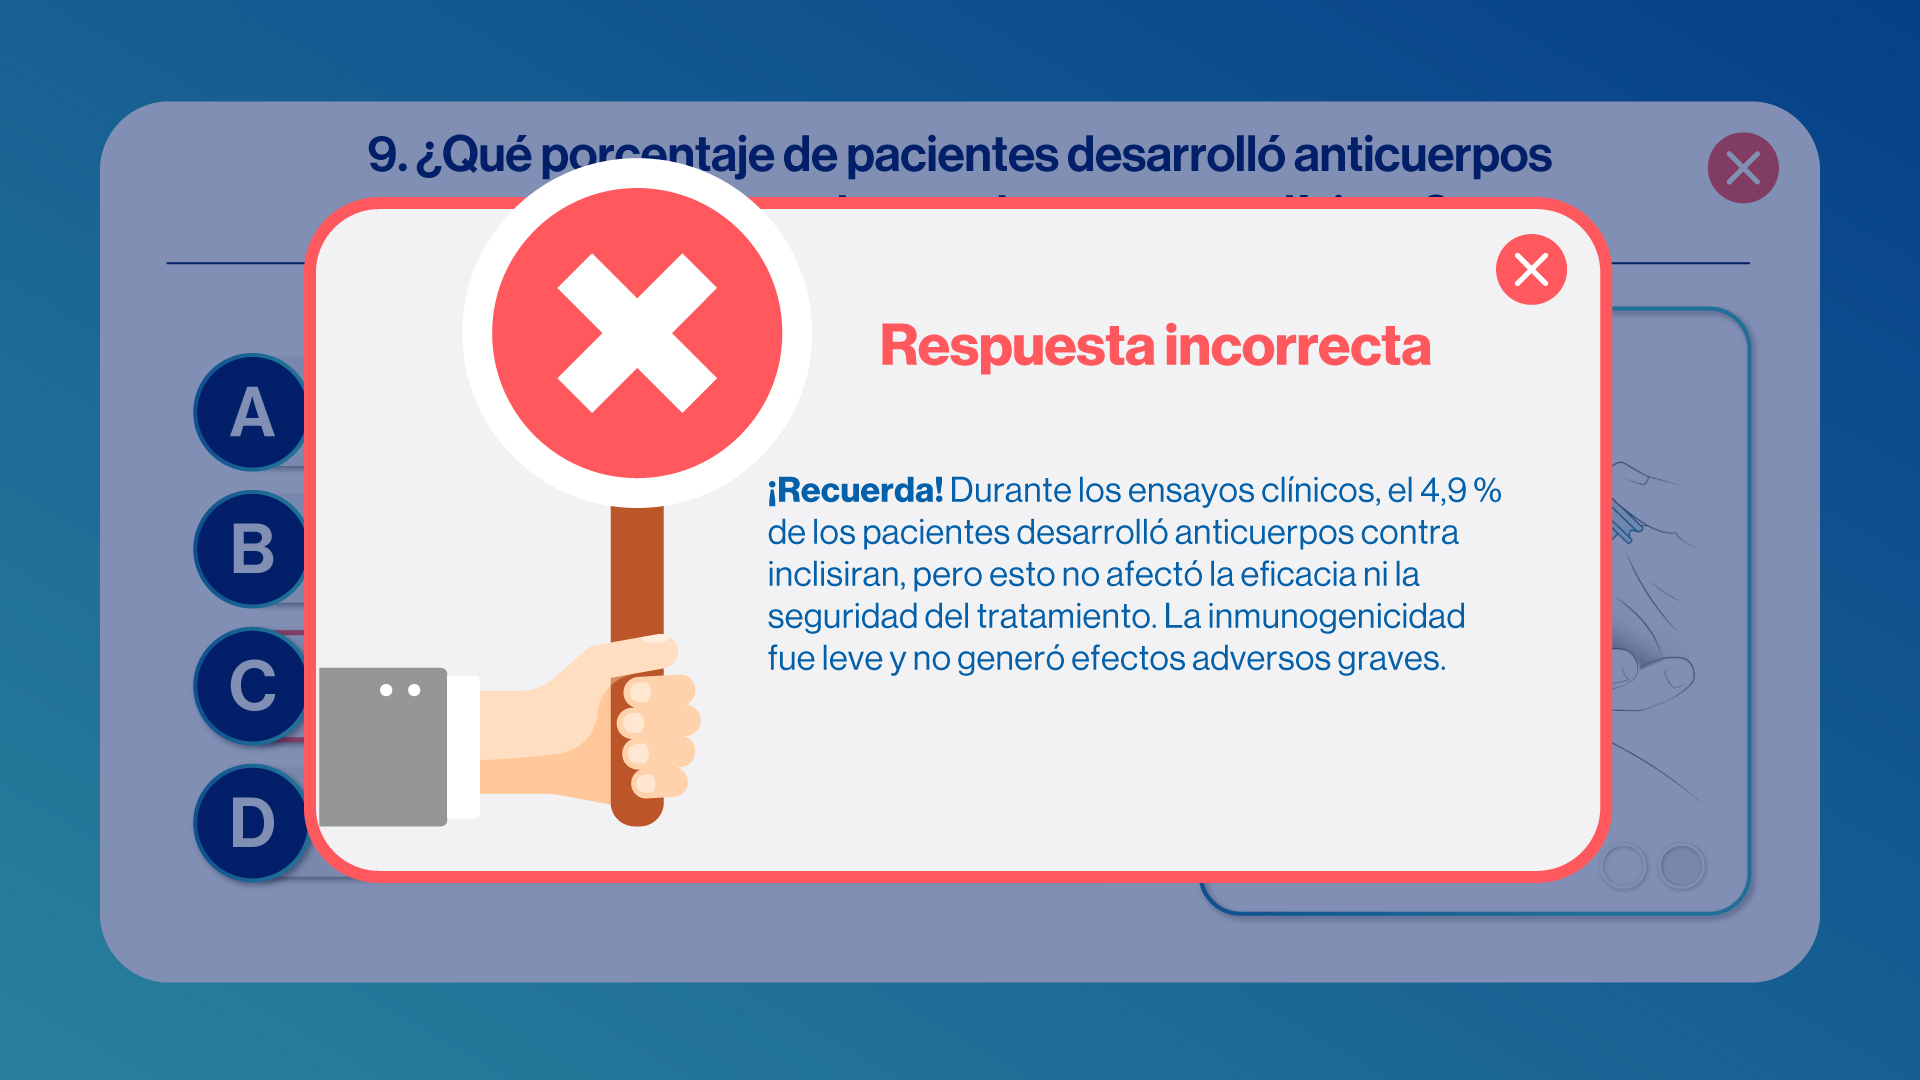 9. ¿Qué porcentaje de pacientes desarrolló anticuerpos
Respuesta incorrecta
¡Recuerda! Durante los ensayos clínicos, el 4,9 %
de los pacientes desarrolló anticuerpos contra
inclisiran, pero esto no afectó la eficacia ni la
seguridad del tratamiento. La inmunogenicidad
fue leve y no generó efectos adversos graves.
A
B
C
D